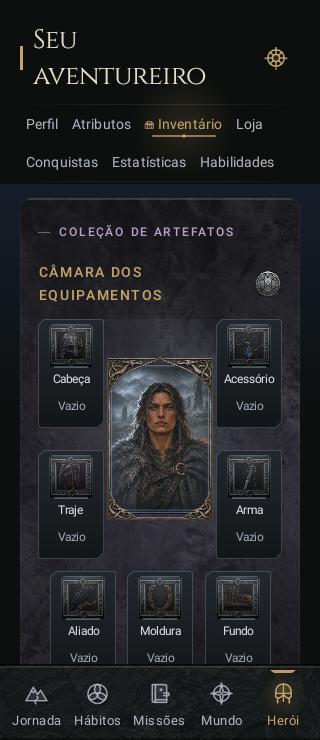 Seu
aventureiro
Perfil Atributos Inventário Loja
Conquistas Estatísticas Habilidades
— COLEÇÃO DE ARTEFATOS
CÂMARA DOS
EQUIPAMENTOS
Cabeça
Vazio
Acessório
Vazio
Traje
Vazio
Arma
Vazio
Aliado
Vazio
Moldura
Vazio
Fundo
Vazio
Jornada Hábitos Missões Mundo Herói